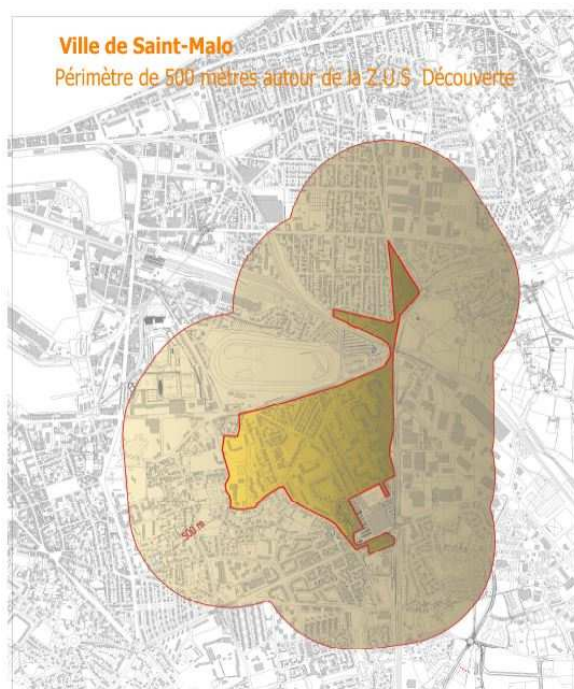 Ville de Saint-Malo
Périmètre de 500 mètres autour de la Z.U.S Découverte
500 m